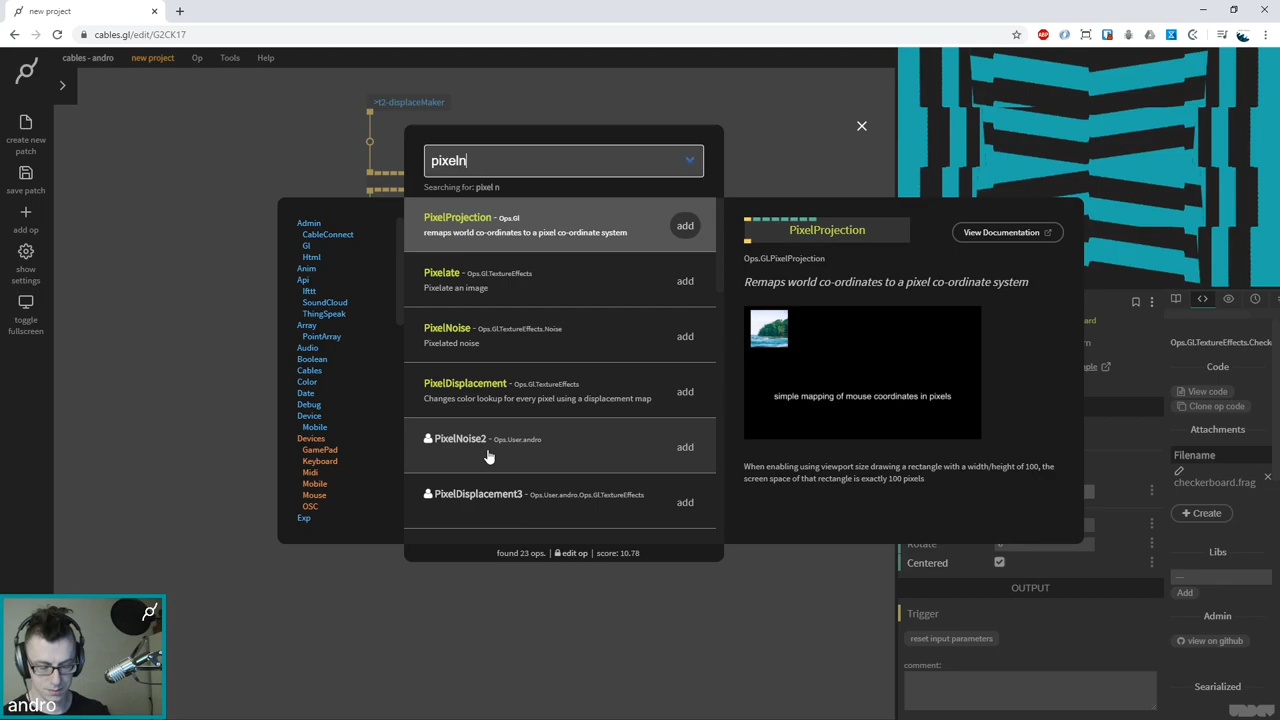 new project
cables.gl/edit/G2CK17
cables - andro
new project
Op
Tools
Help
create new
patch
save patch
add op
show
settings
toggle
fullscreen
>t2-displaceMaker
pixeln
Searching for: pixel n
Admin
CableConnect
Gl
Html
Anim
Api
Ifttt
SoundCloud
ThingSpeak
Array
PointArray
Audio
Boolean
Cables
Color
Date
Debug
Device
Mobile
Devices
GamePad
Keyboard
Midi
Mobile
Mouse
OSC
Exp
PixelProjection - Ops.Gl
remaps world co-ordinates to a pixel co-ordinate system
add
Pixelate - Ops.Gl.TextureEffects
Pixelate an image
add
PixelNoise - Ops.Gl.TextureEffects.Noise
Pixelated noise
add
PixelDisplacement - Ops.Gl.TextureEffects
Changes color lookup for every pixel using a displacement map
add
PixelNoise2 - Ops.User.andro
add
PixelDisplacement3 - Ops.User.andro.Ops.Gl.TextureEffects
add
found 23 ops. | edit op | score: 10.78
PixelProjection
View Documentation
Ops.Gl.PixelProjection
Remaps world co-ordinates to a pixel co-ordinate system
simple mapping of mouse coordinates in pixels
When enabling using viewport size drawing a rectangle with a width/height of 100, the
screen space of that rectangle is exactly 100 pixels
Rotate
Centered
OUTPUT
Trigger
reset input parameters
comment:
Ops.Gl.TextureEffects.Check
Code
View code
Clone op code
Attachments
Filename
checkerboard.frag
+ Create
Libs
---
Add
Admin
view on github
Searialized
andro